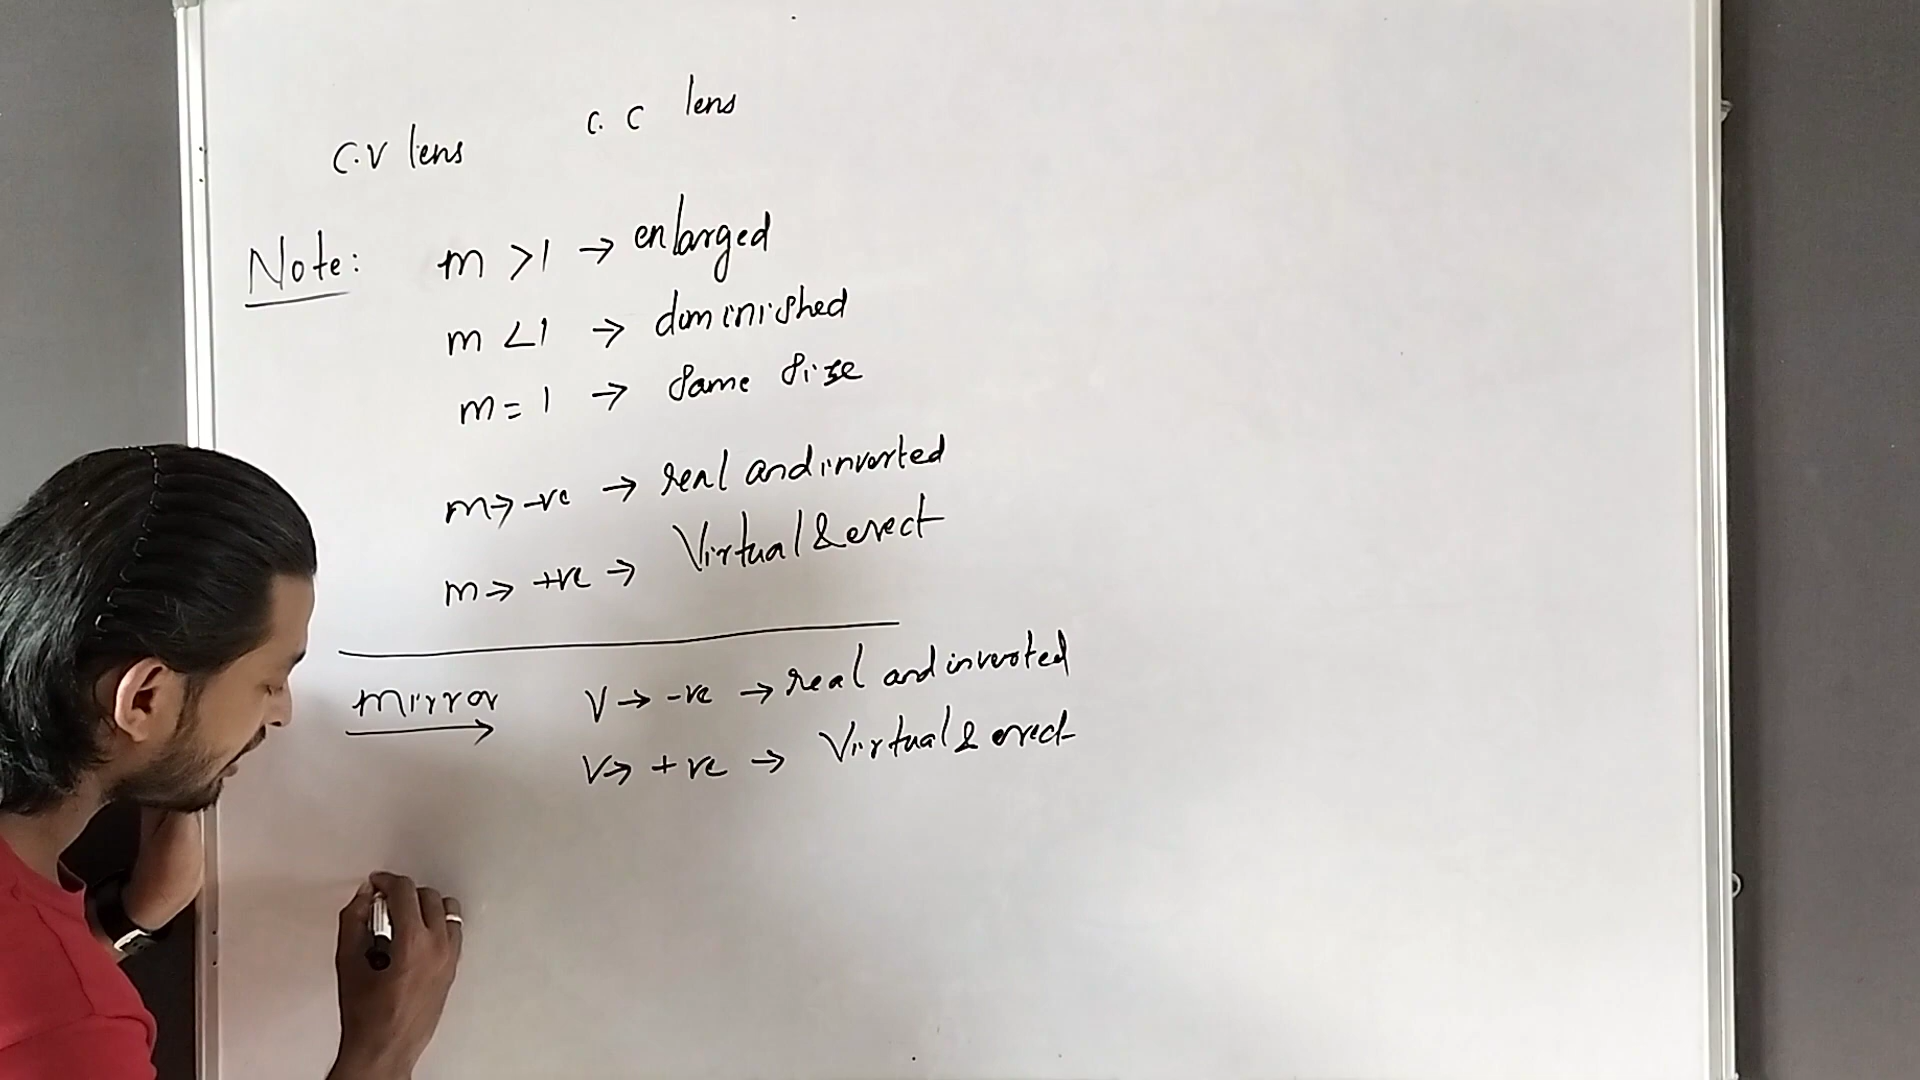 C.V lens
C. C lens
Note: m >1 → enlarged
m <1 → diminished
m = 1 → Same Size
m → -ve → real and inverted
m → +ve → Virtual & erect
Mirror V → -ve → real and inverted
V → +ve → Virtual & erect